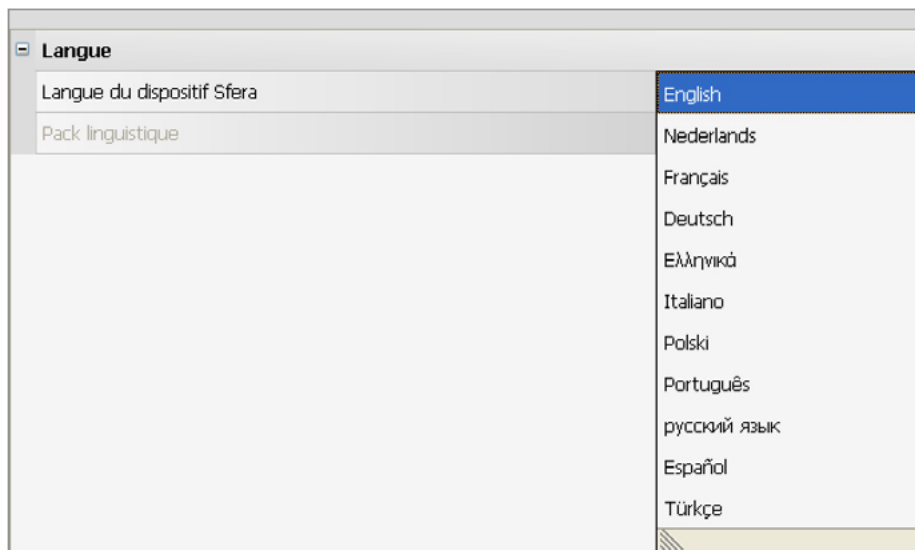 Langue
Langue du dispositif Sfera
English
Pack linguistique
Nederlands
Français
Deutsch
Ελληνικά
Italiano
Polski
Português
русский язык
Español
Türkçe